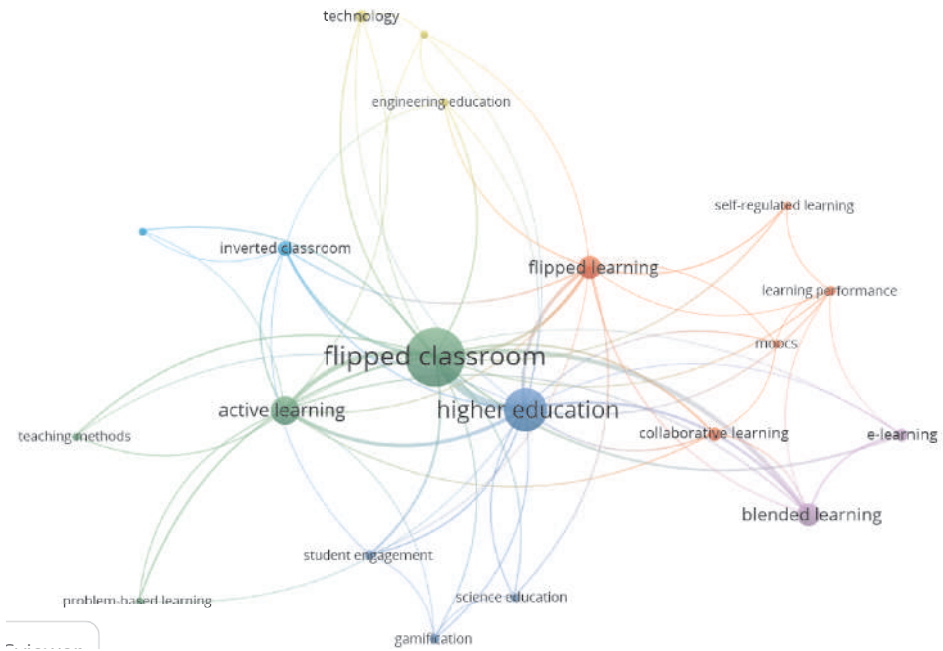 technology
engineering education
self-regulated learning
inverted classroom
flipped learning
learning performance
moocs
flipped classroom
active learning
higher education
teaching methods
collaborative learning
e-learning
blended learning
student engagement
science education
problem-based learning
gamification